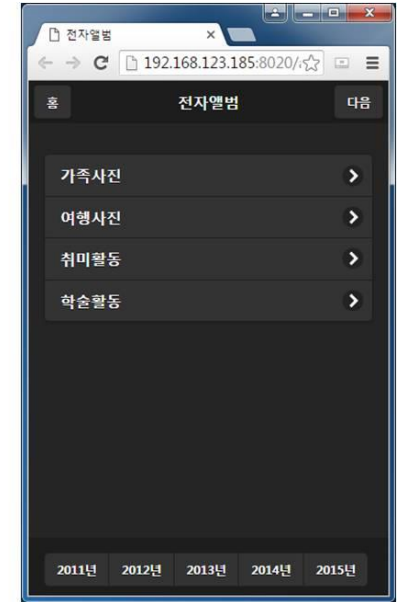 전자앨범
192.168.123.185:8020/
홈 전자앨범 다음
가족사진
여행사진
취미활동
학술활동
2011년 2012년 2013년 2014년 2015년